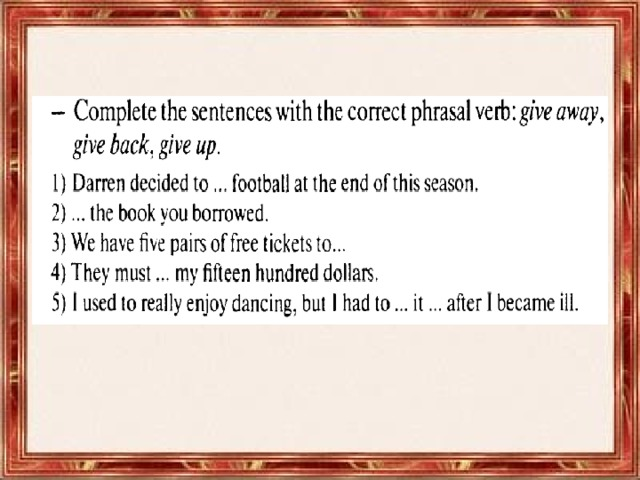 – Complete the sentences with the correct phrasal verb: give away,
give back, give up.
1) Darren decided to ... football at the end of this season.
2) ... the book you borrowed.
3) We have five pairs of free tickets to...
4) They must ... my fifteen hundred dollars.
5) I used to really enjoy dancing, but I had to ... it ... after I became ill.